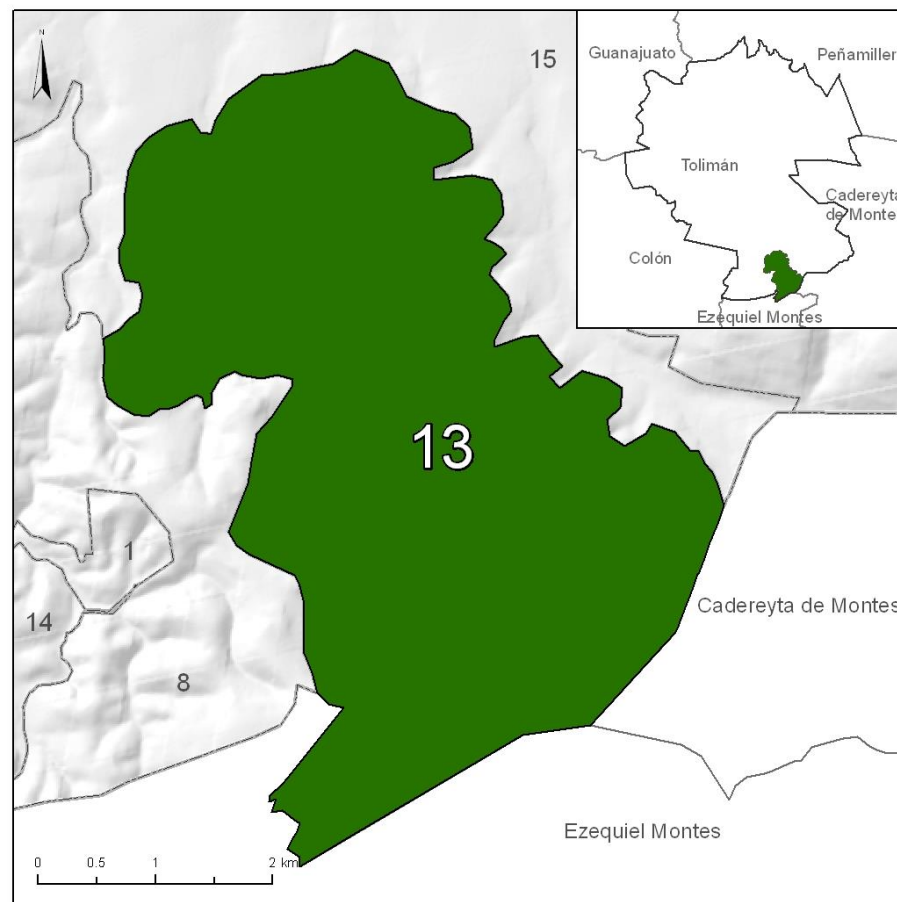 N
15
Guanajuato
Peñamiller
Tolimán
Cadereyta
de Monte
Colón
Ezequiel Montes
13
1
14
8
Cadereyta de Montes
Ezequiel Montes
0 0.5 1 2 km